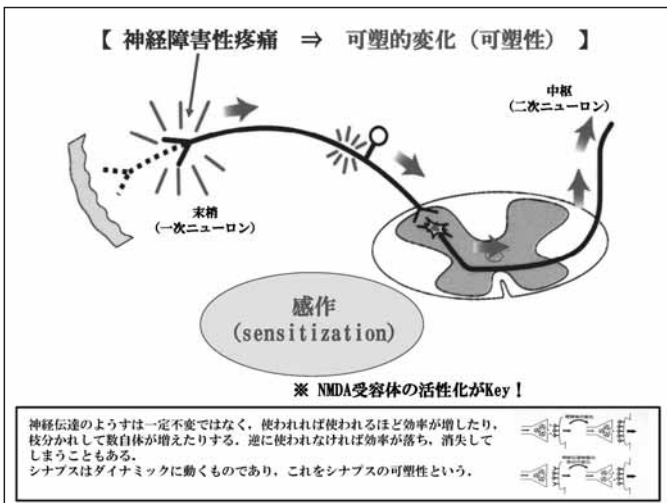 【 神経障害性疼痛 ⇒ 可塑的変化（可塑性）】
中枢
（二次ニューロン）
末梢
（一次ニューロン）
感作
(sensitization)
※ NMDA受容体の活性化がKey！
神経伝達のようすは一定不変ではなく，使われれば使われるほど効率が増したり，
枝分かれして数自体が増えたりする．逆に使われなければ効率が落ち，消失して
しまうこともある．
シナプスはダイナミックに動くものであり，これをシナプスの可塑性という．